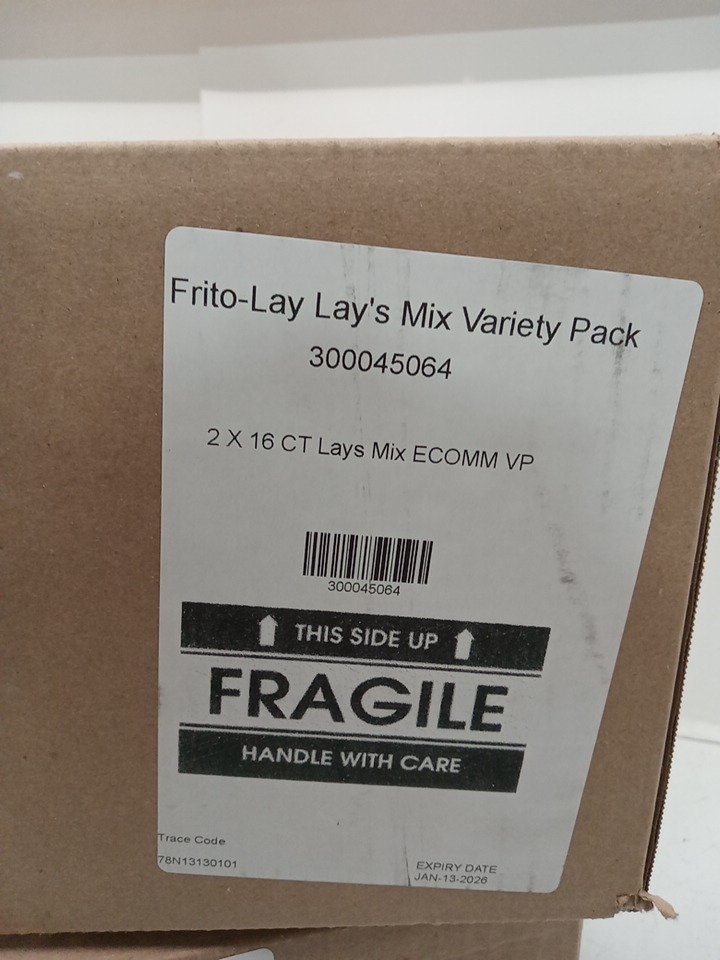 Frito-Lay Lay's Mix Variety Pack
300045064
2 X 16 CT Lays Mix ECOMM VP
300045064
THIS SIDE UP
FRAGILE
HANDLE WITH CARE
Trace Code
78N13130101
EXPIRY DATE
JAN-13-2026